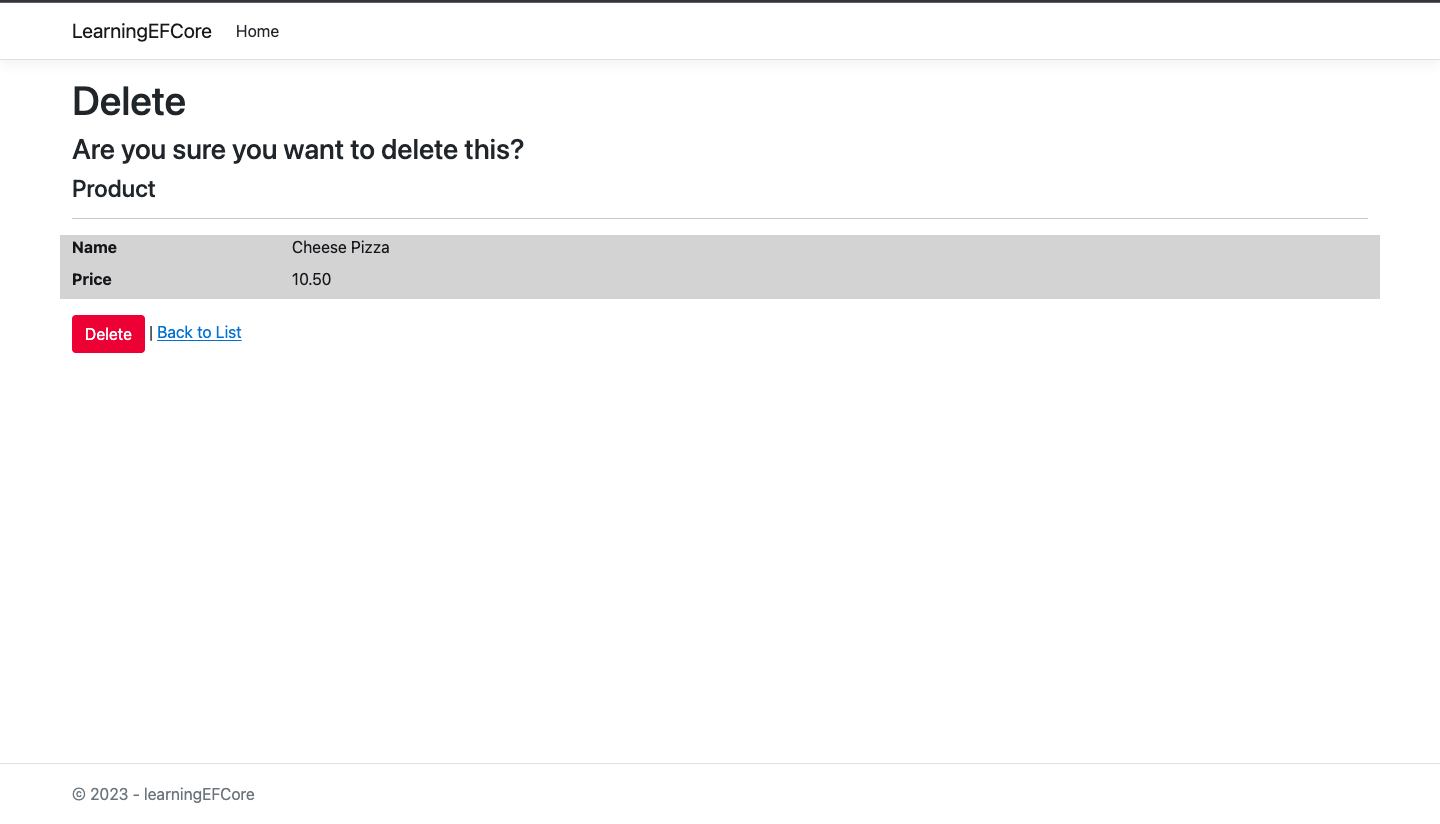 LearningEFCore Home
Delete
Are you sure you want to delete this?
Product
Name Cheese Pizza
Price 10.50
Delete | Back to List
© 2023 - learningEFCore